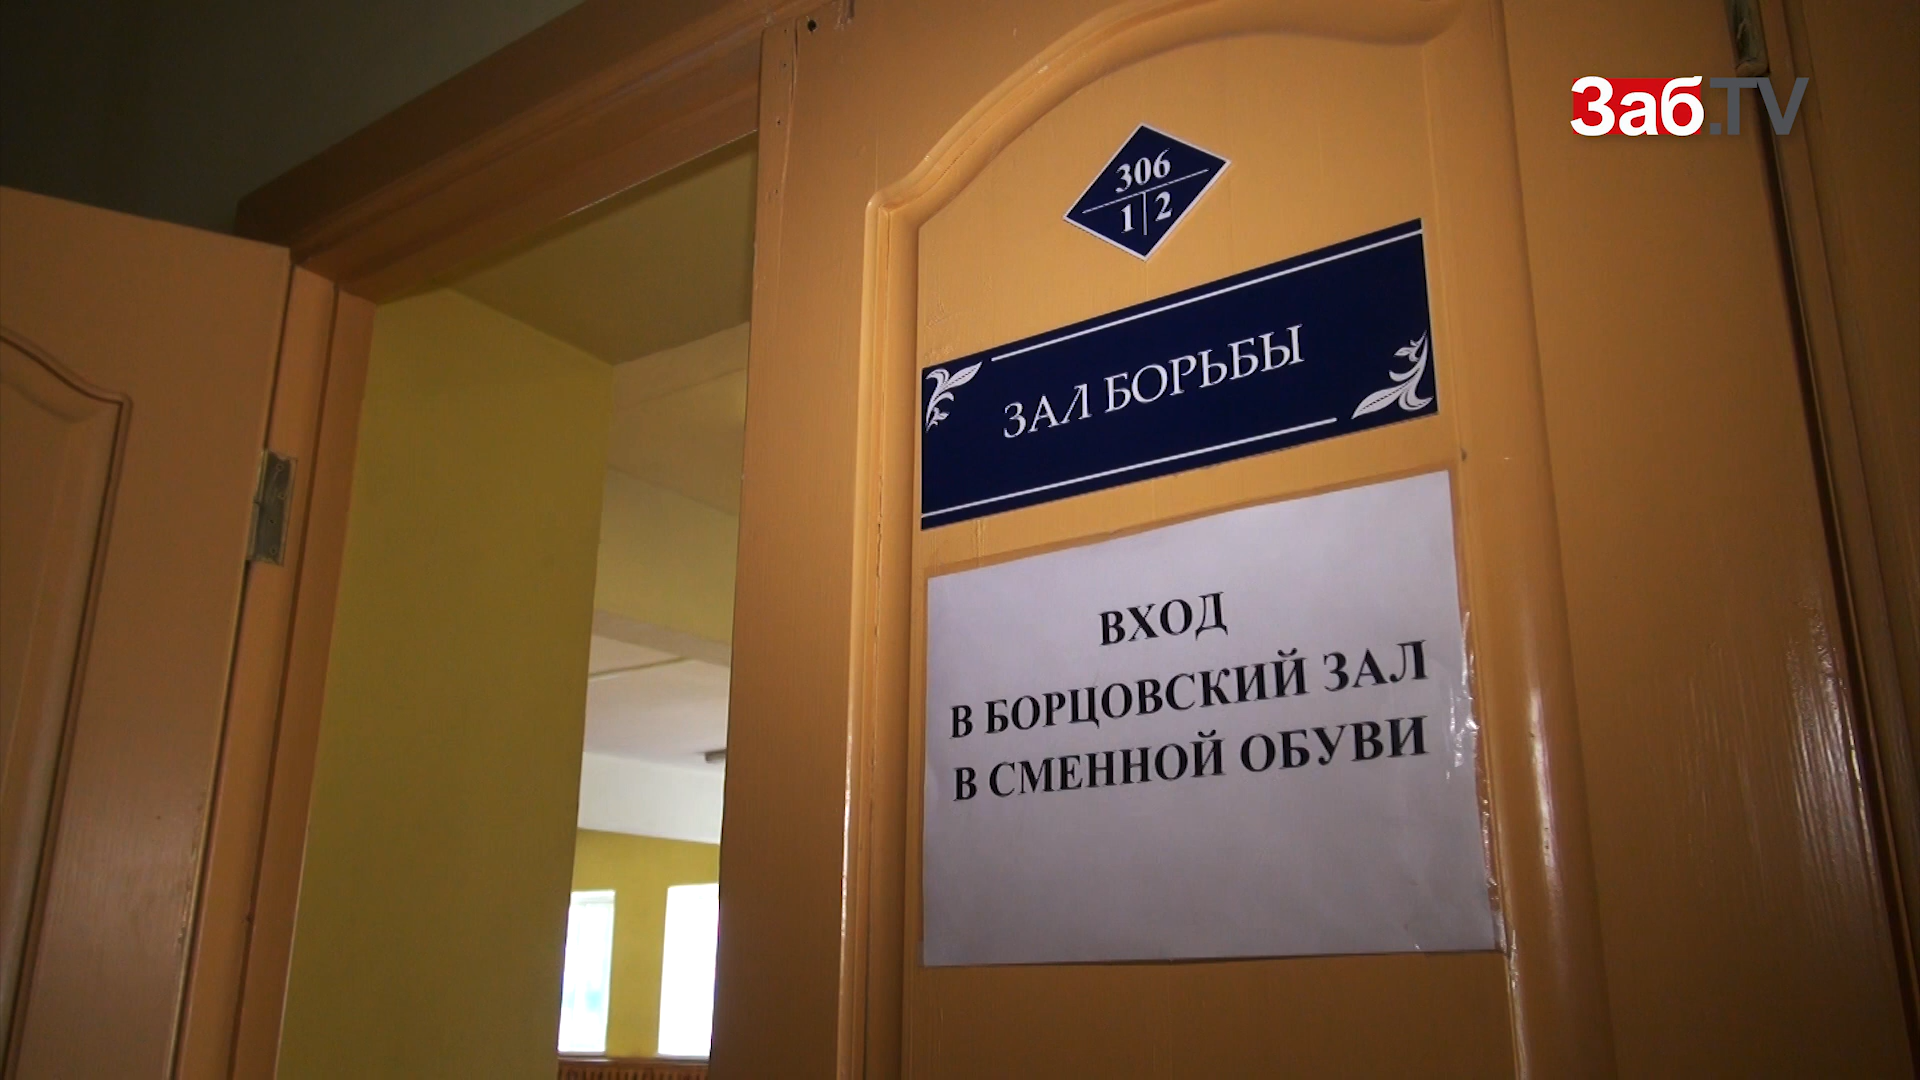 Заб.TV
306
1 2
ЗАЛ БОРЬБЫ
ВХОД
В БОРЦОВСКИЙ ЗАЛ
В СМЕННОЙ ОБУВИ